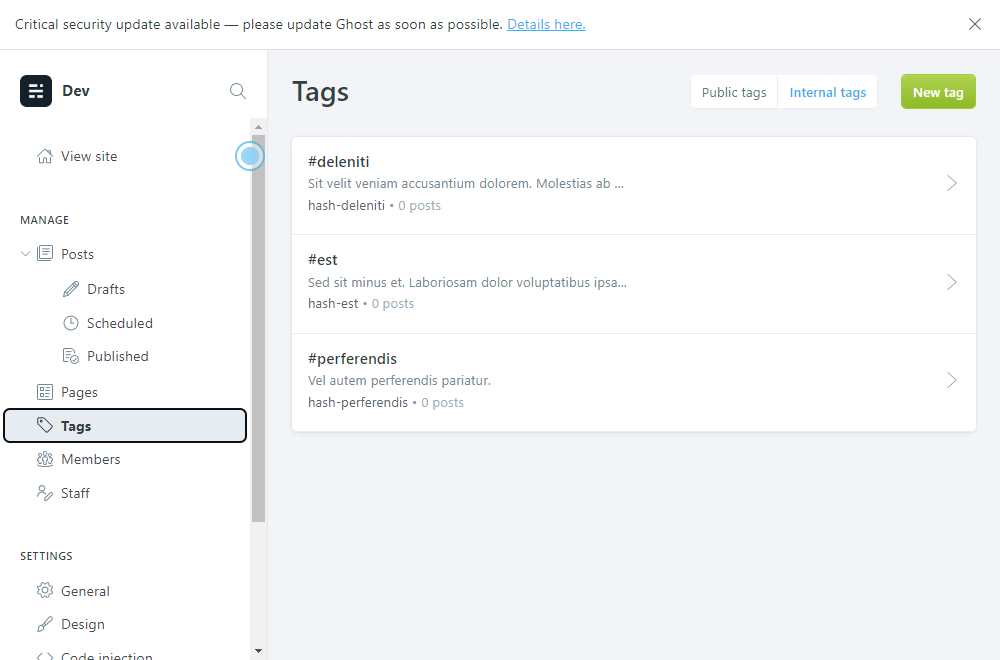 Critical security update available — please update Ghost as soon as possible. Details here.
Dev
View site
MANAGE
Posts
Drafts
Scheduled
Published
Pages
Tags
Members
Staff
SETTINGS
General
Design
Code injection
Tags
Public tags
Internal tags
New tag
#deleniti
Sit velit veniam accusantium dolorem. Molestias ab ...
hash-deleniti • 0 posts
#est
Sed sit minus et. Laboriosam dolor voluptatibus ipsa...
hash-est • 0 posts
#perferendis
Vel autem perferendis pariatur.
hash-perferendis • 0 posts